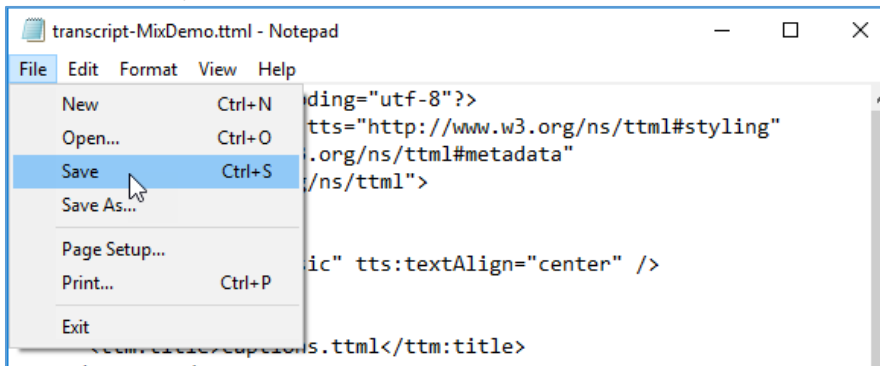 transcript-MixDemo.ttml - Notepad
File Edit Format View Help
New Ctrl+N
Open... Ctrl+O
Save Ctrl+S
Save As...
Page Setup...
Print... Ctrl+P
Exit
ding="utf-8"?>
tts="http://www.w3.org/ns/ttml#styling"
.org/ns/ttml#metadata"
/ns/ttml">
ic" tts:textAlign="center" />
s.ttml</ttm:title>